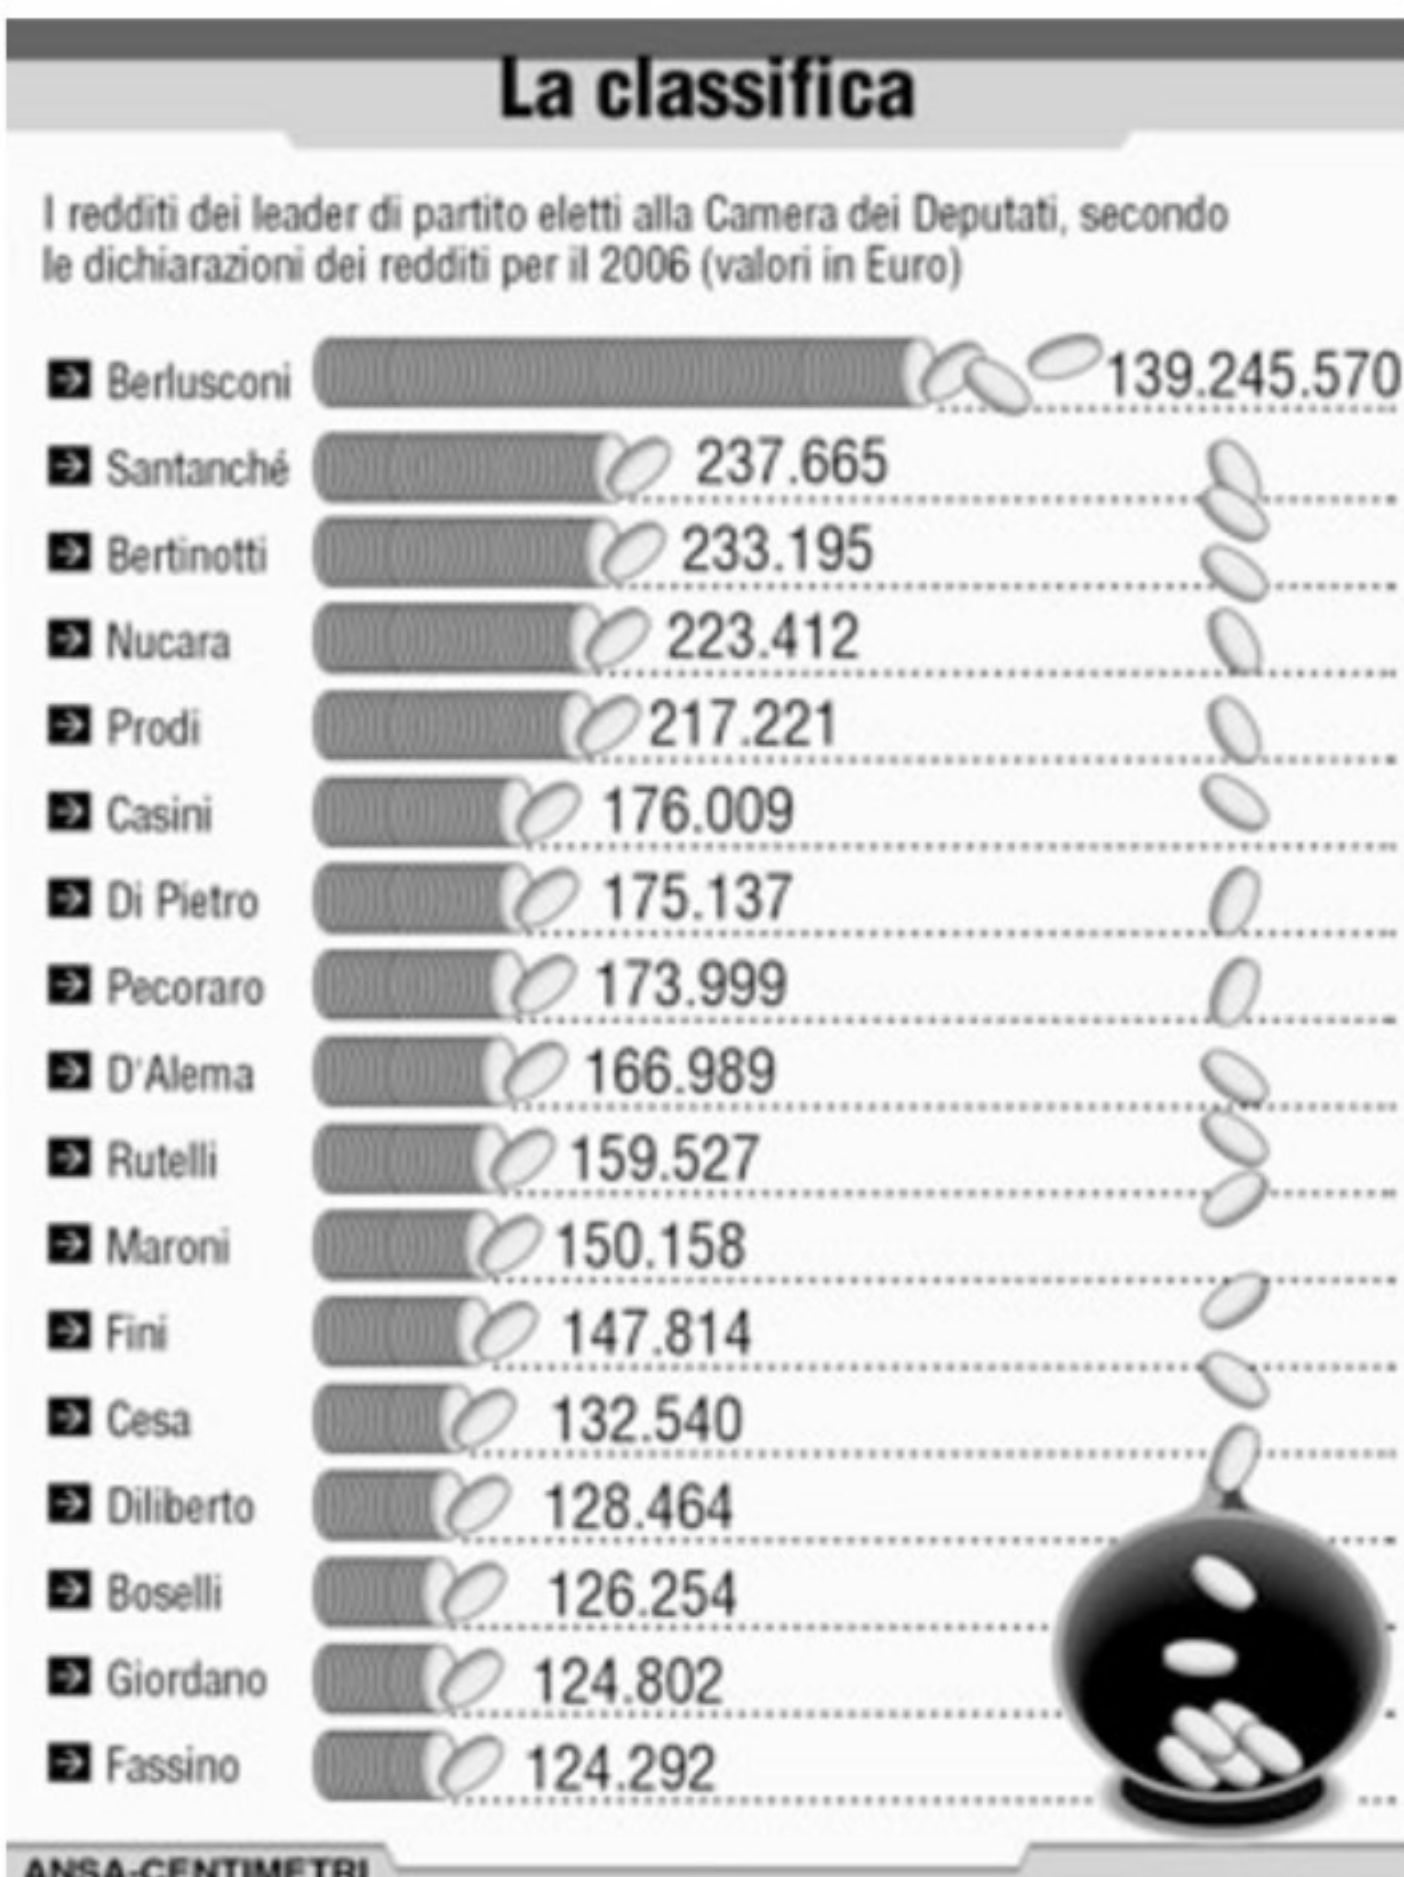 La classifica
I redditi dei leader di partito eletti alla Camera dei Deputati, secondo
le dichiarazioni dei redditi per il 2006 (valori in Euro)
Berlusconi 139.245.570
Santanché 237.665
Bertinotti 233.195
Nucara 223.412
Prodi 217.221
Casini 176.009
Di Pietro 175.137
Pecoraro 173.999
D'Alema 166.989
Rutelli 159.527
Maroni 150.158
Fini 147.814
Cesa 132.540
Diliberto 128.464
Boselli 126.254
Giordano 124.802
Fassino 124.292
ANSA-CENTIMETRI